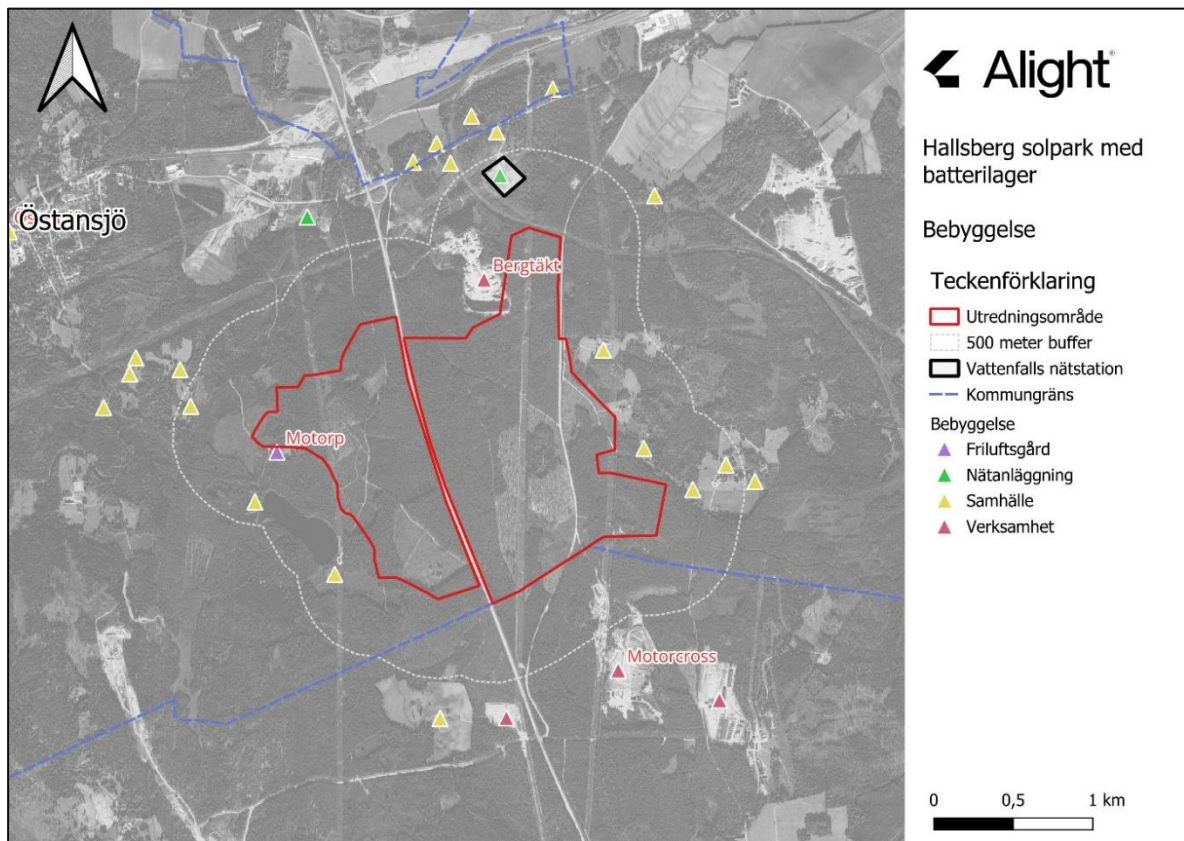 Alight®
Hallsberg solpark med
batterilager
Bebyggelse
Teckenförklaring
Utredningsområde
500 meter buffer
Vattenfalls nätstation
Kommungräns
Bebyggelse
Friluftsgård
Nätanläggning
Samhälle
Verksamhet
0 0,5 1 km
Östansjö
Bergtäkt
Motorp
Motorcross